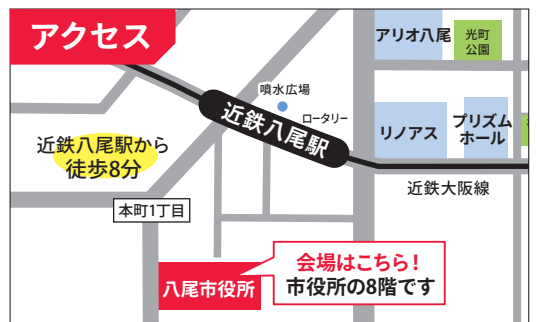 アクセス
アリオ八尾
光町
公園
噴水広場
ロータリー
近鉄八尾駅
リノアス
プリズム
ホール
近鉄八尾駅から
徒歩8分
近鉄大阪線
本町1丁目
会場はこちら！
市役所の8階です
八尾市役所